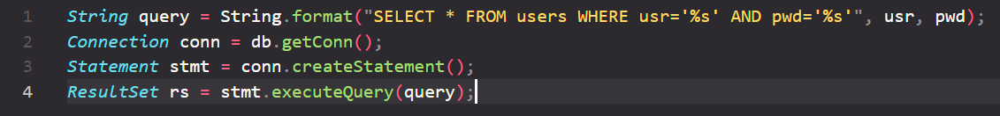 1 String query = String.format("SELECT * FROM users WHERE usr='%s' AND pwd='%s'", usr, pwd);
2 Connection conn = db.getConn();
3 Statement stmt = conn.createStatement();
4 ResultSet rs = stmt.executeQuery(query);